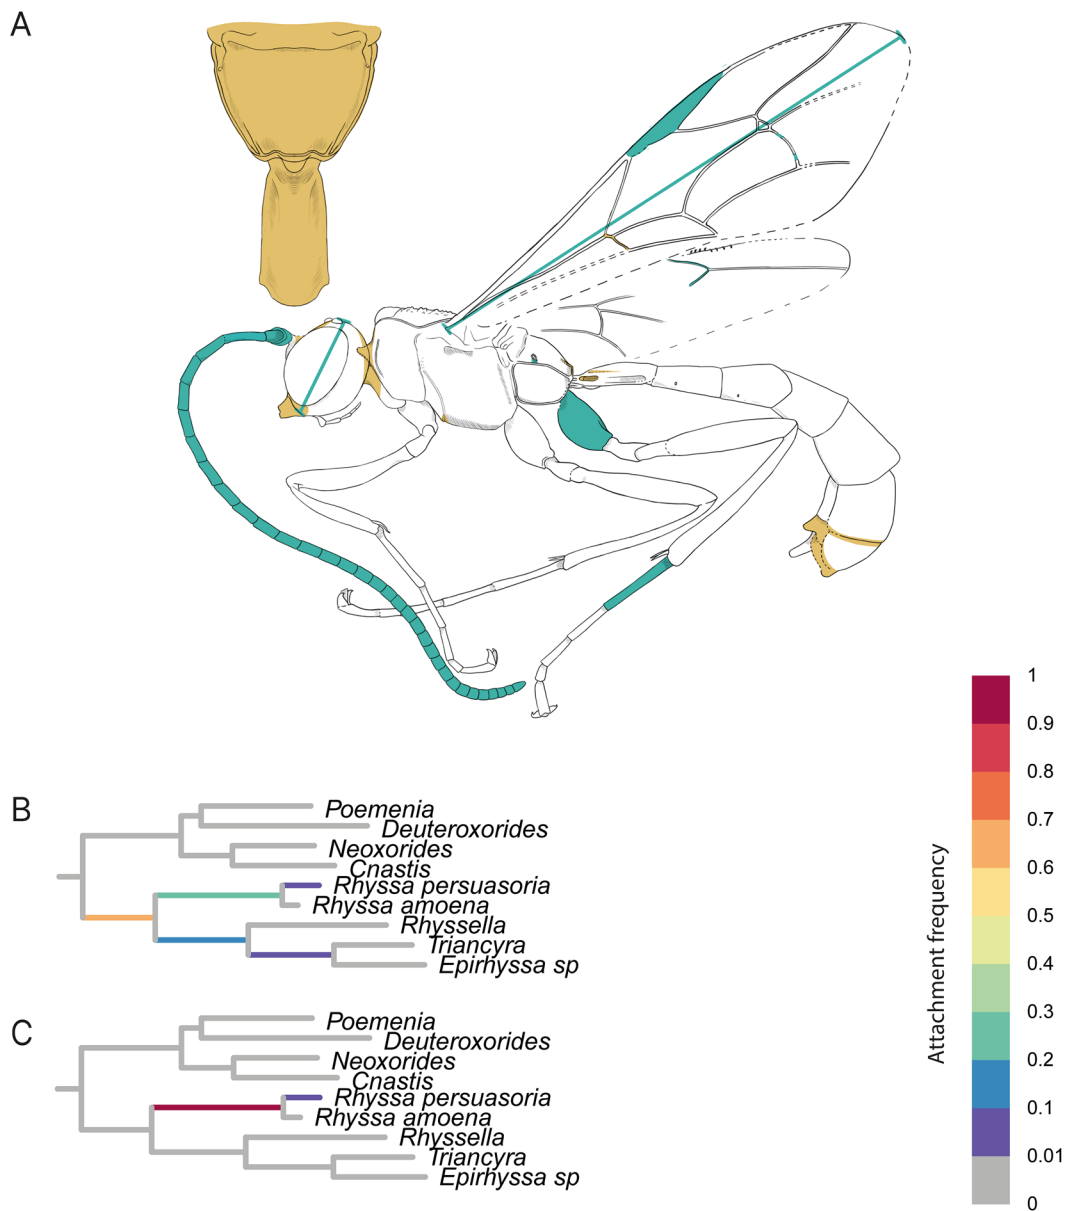 A
B
Poemenia
Deuteroxorides
Neoxorides
Cnastis
Rhyssa persuasoria
Rhyssa amoena
Rhyssella
Triancyra
Epirhyssa sp
C
Poemenia
Deuteroxorides
Neoxorides
Cnastis
Rhyssa persuasoria
Rhyssa amoena
Rhyssella
Triancyra
Epirhyssa sp
Attachment frequency
1
0.9
0.8
0.7
0.6
0.5
0.4
0.3
0.2
0.1
0.01
0